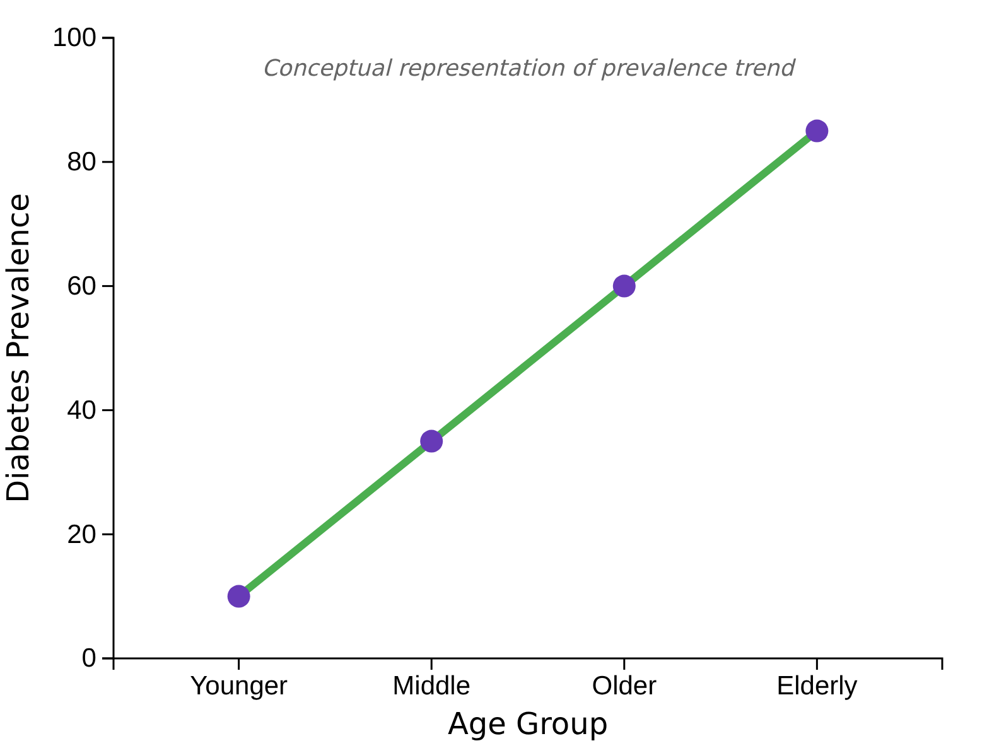 Conceptual representation of prevalence trend
100
80
60
40
20
0
Diabetes Prevalence
Younger Middle Older Elderly
Age Group